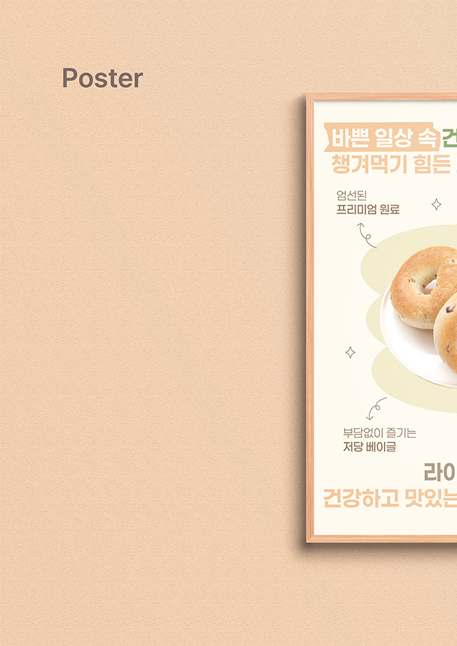 Poster
바쁜 일상 속 건
챙겨먹기 힘든
엄선된
프리미엄 원료
부담없이 즐기는
저당 베이글
라이
건강하고 맛있는